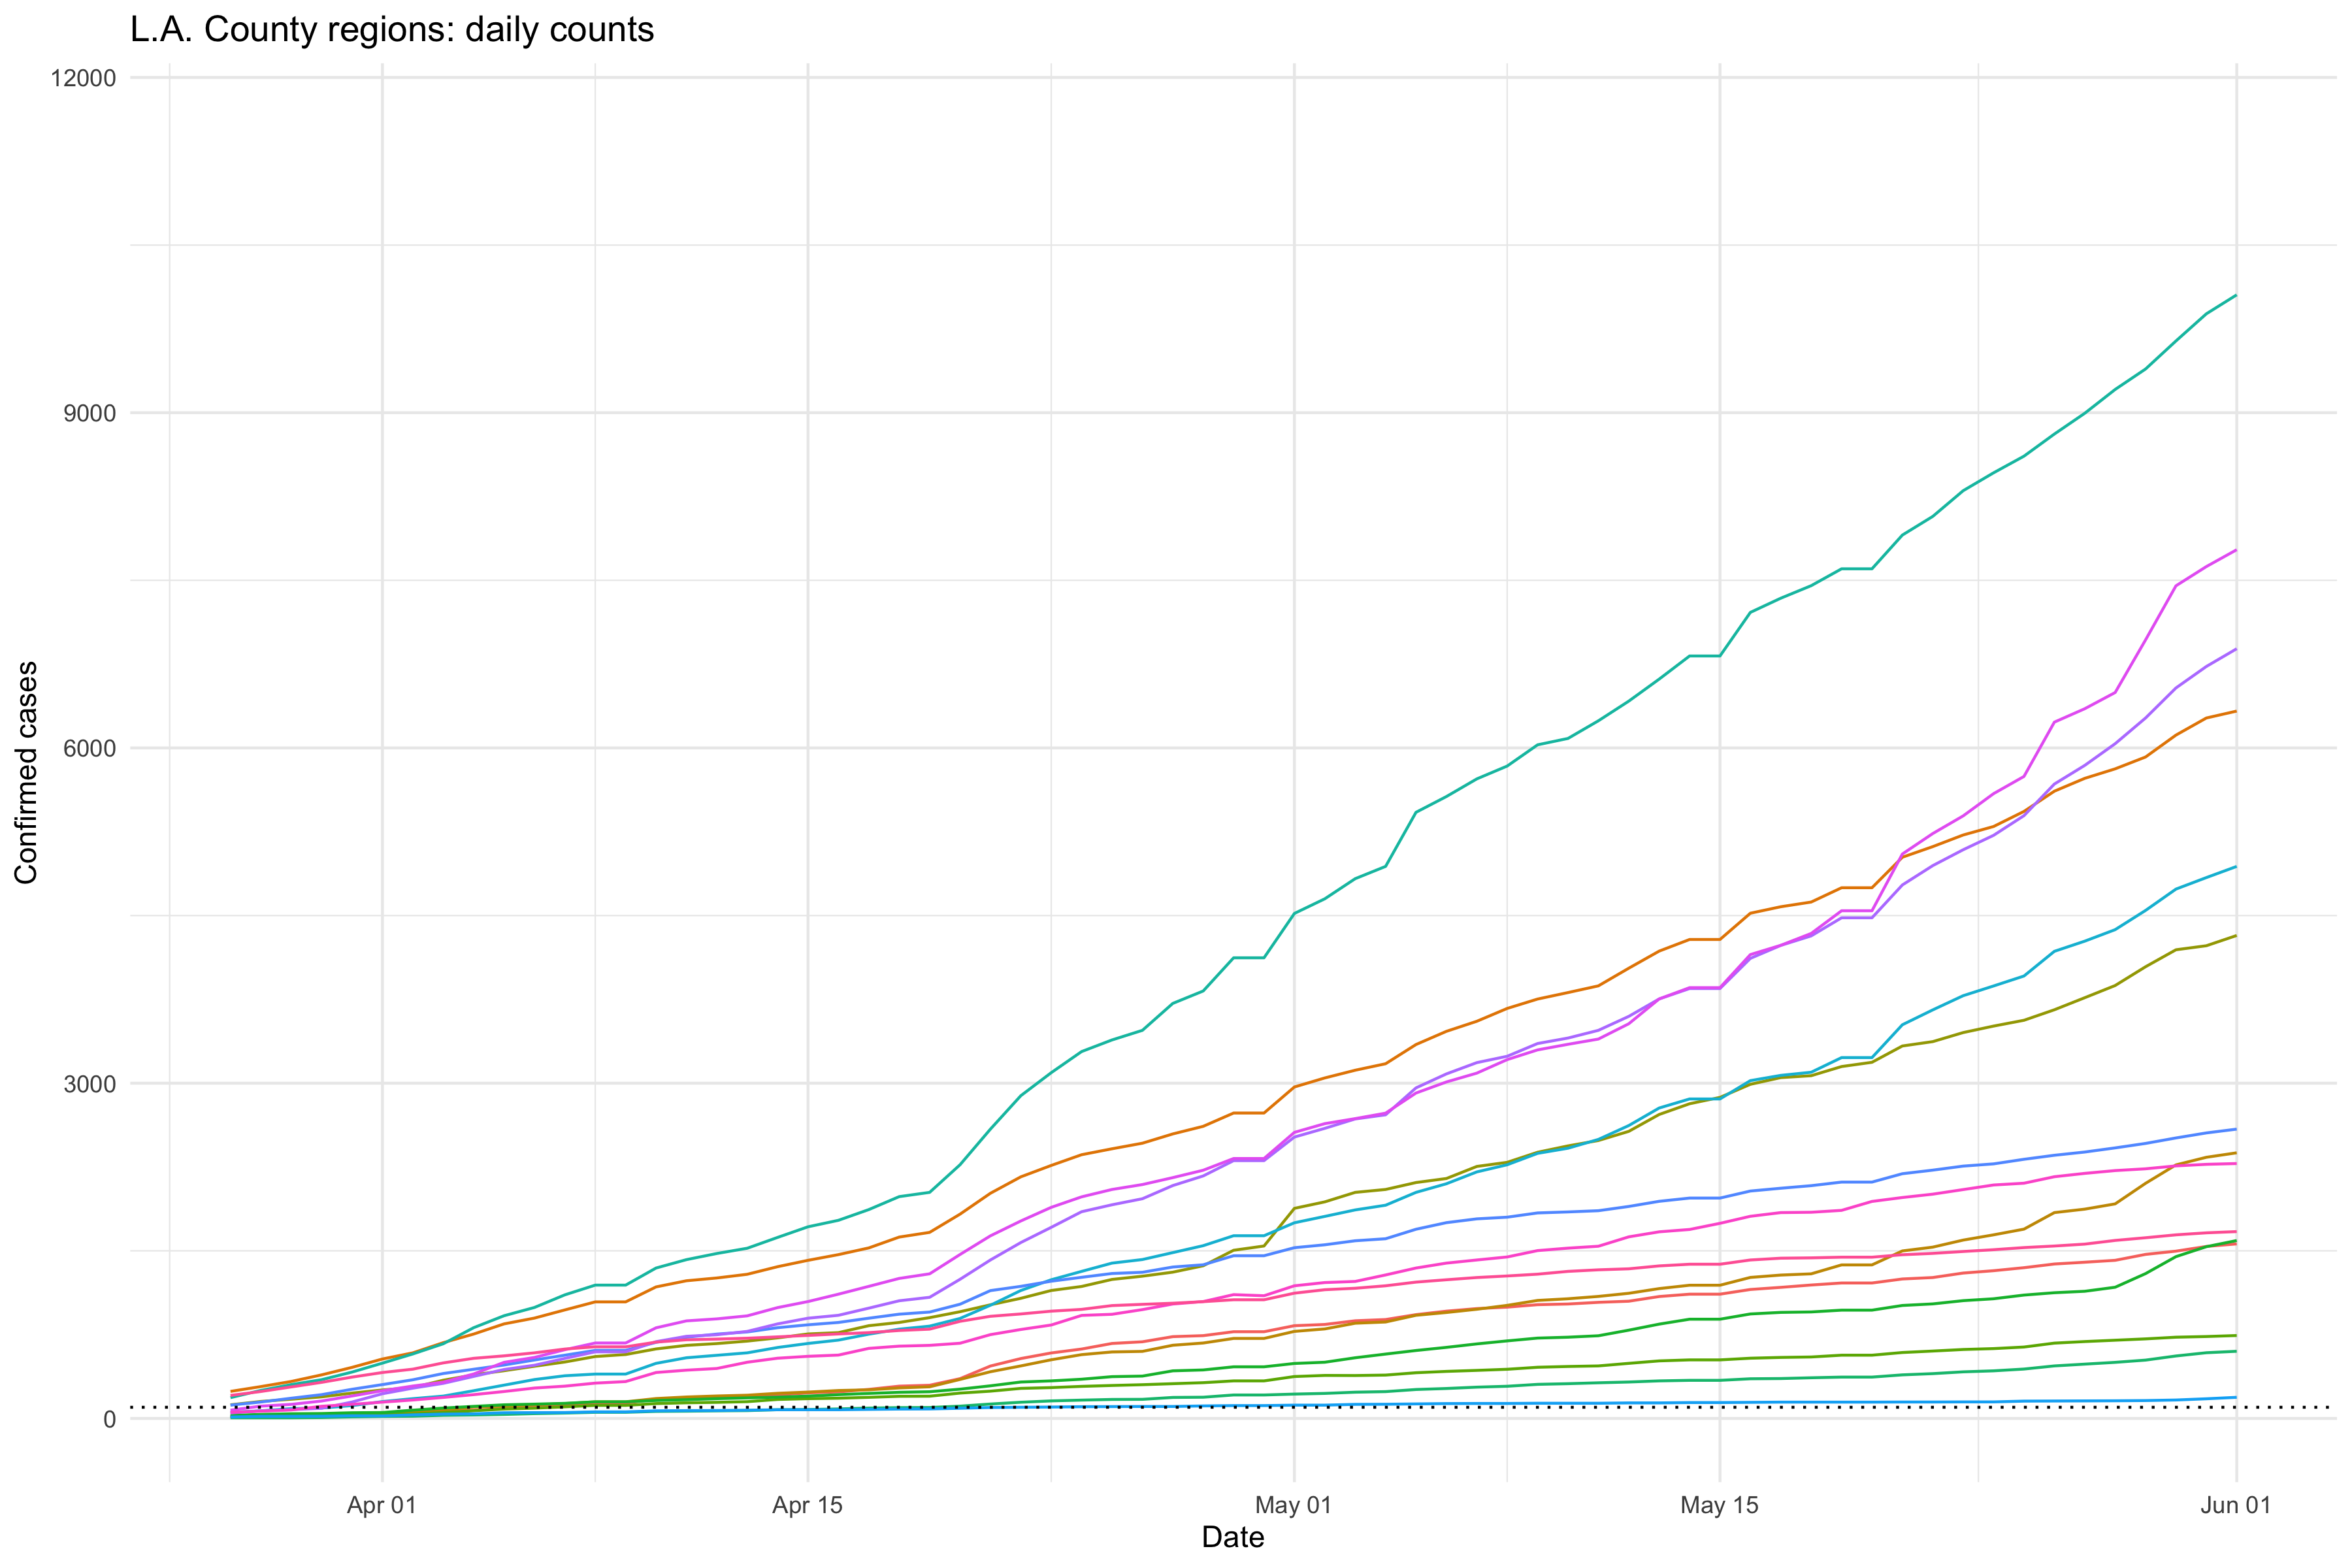 L.A. County regions: daily counts
12000
9000
6000
3000
0
Confirmed cases
Apr 01
Apr 15
May 01
May 15
Jun 01
Date